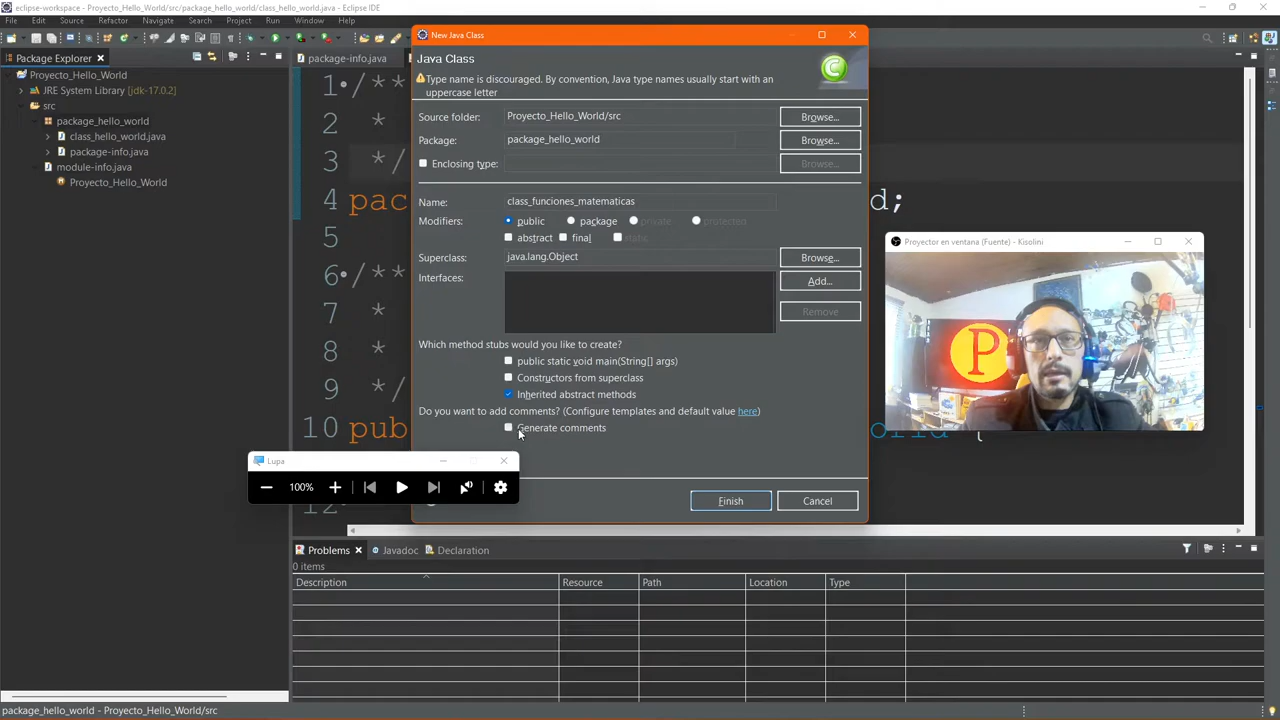 eclipse-workspace - Proyecto_Hello_World/src/package_hello_world/class_hello_world.java - Eclipse IDE
File Edit Source Refactor Navigate Search Project Run Window Help
Package Explorer
Proyecto_Hello_World
JRE System Library [jdk-17.0.2]
src
package_hello_world
class_hello_world.java
package-info.java
module-info.java
Proyecto_Hello_World
package-info.java
1 /**
2 *
3 */
4 pac d;
5
6 /**
7 *
8 *
9 */
10 pub {
12
New Java Class
Java Class
Type name is discouraged. By convention, Java type names usually start with an
uppercase letter
Source folder: Proyecto_Hello_World/src Browse...
Package: package_hello_world Browse...
Enclosing type: Browse...
Name: class_funciones_matematicas
Modifiers: public package private protected
abstract final static
Superclass: java.lang.Object Browse...
Interfaces: Add...
Remove
Which method stubs would you like to create?
public static void main(String[] args)
Constructors from superclass
Inherited abstract methods
Do you want to add comments? (Configure templates and default value here)
Generate comments
Finish Cancel
Lupa
100%
Proyector en ventana (Fuente) - Kisolini
P
Problems Javadoc Declaration
0 items
Description Resource Path Location Type
package_hello_world - Proyecto_Hello_World/src